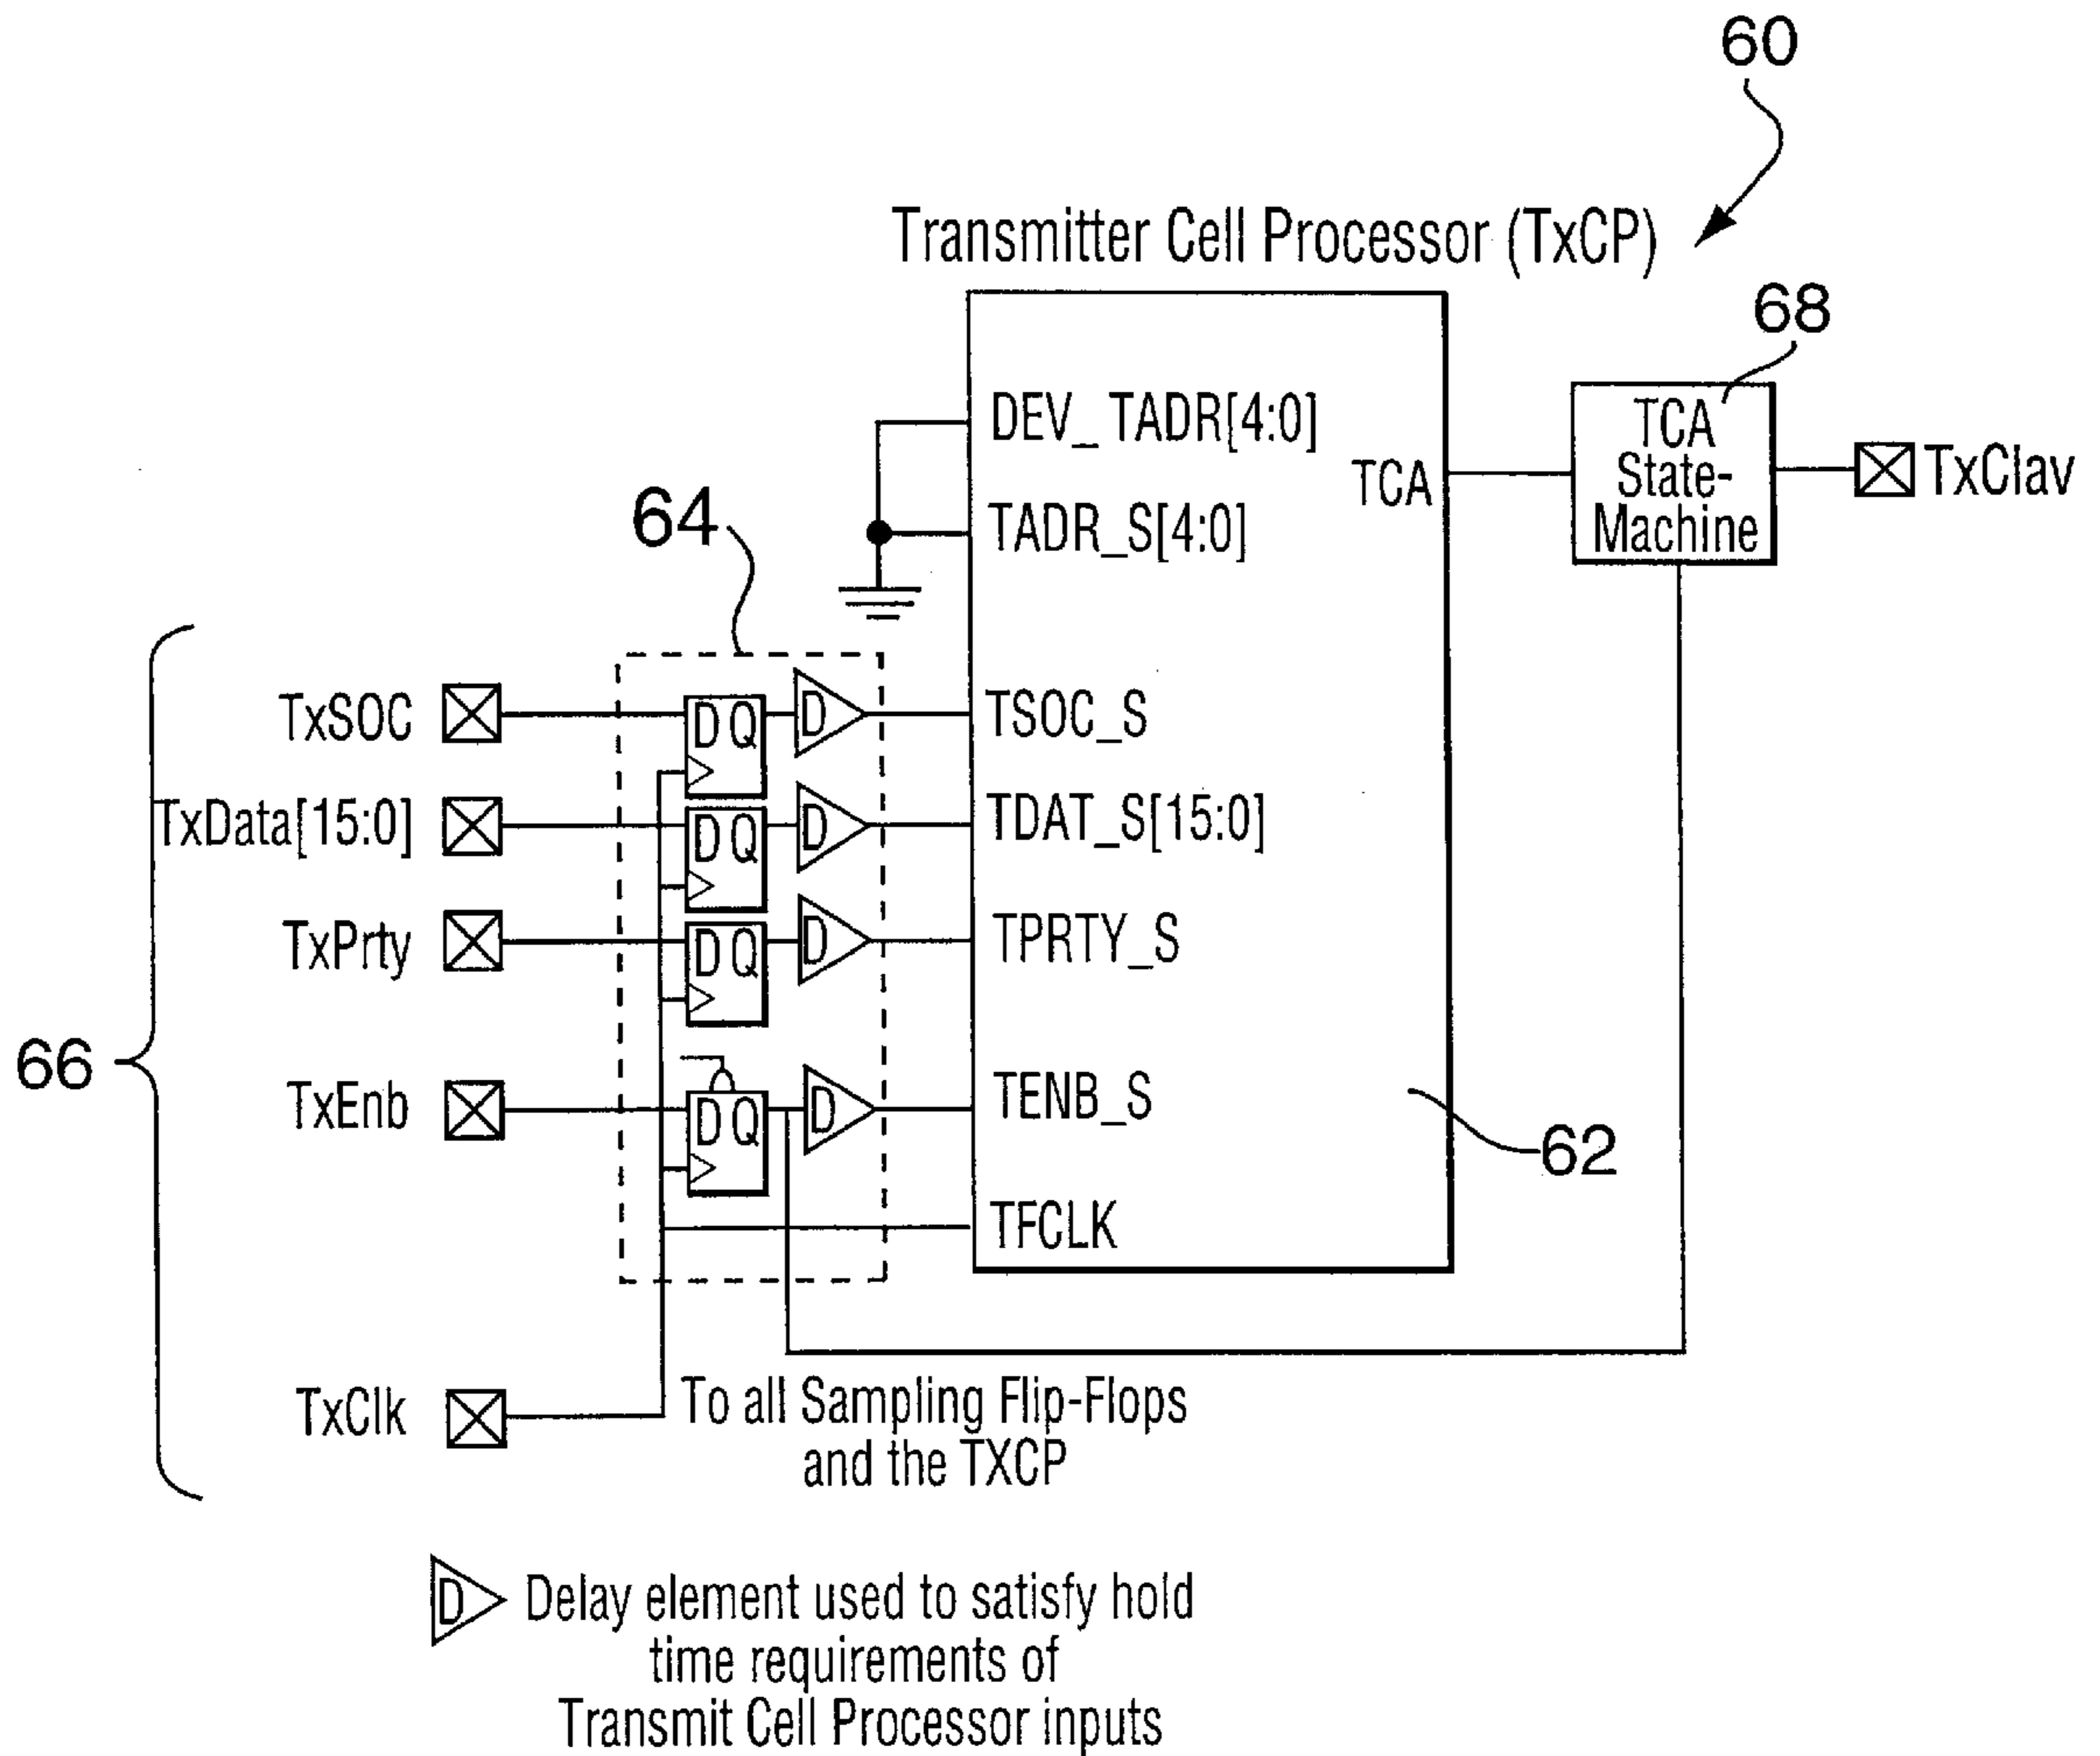 60
Transmitter Cell Processor (TxCP)
68
DEV_TADR[4:0]
TCA
TCA
State-
Machine
TxClav
64
TADR_S[4:0]
TxSOC
D Q
D
TSOC_S
TxData[15:0]
D Q
D
TDAT_S[15:0]
TxPrty
D Q
D
TPRTY_S
66
TxEnb
D Q
D
TENB_S
62
TFCLK
TxClk
To all Sampling Flip-Flops
and the TXCP
D
Delay element used to satisfy hold
time requirements of
Transmit Cell Processor inputs